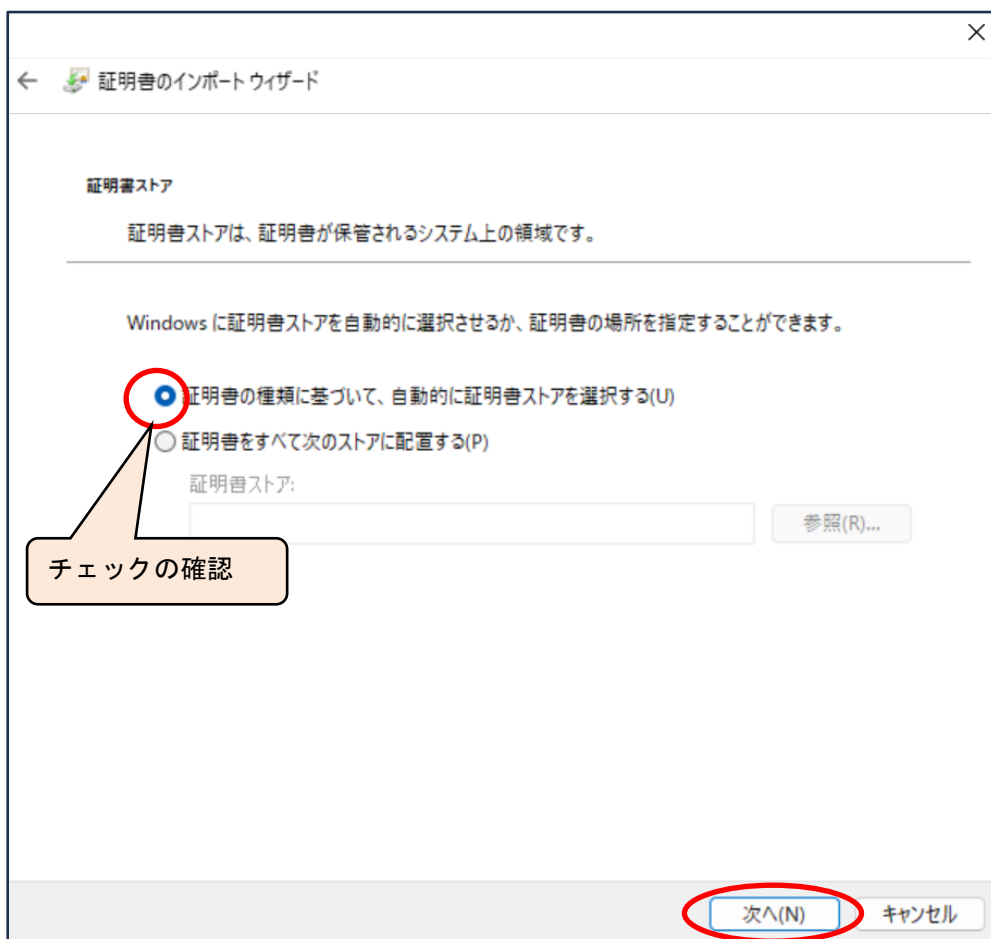 証明書のインポート ウィザード
証明書ストア
証明書ストアは、証明書が保管されるシステム上の領域です。
Windows に証明書ストアを自動的に選択させるか、証明書の場所を指定することができます。
証明書の種類に基づいて、自動的に証明書ストアを選択する(U)
証明書をすべて次のストアに配置する(P)
証明書ストア:
参照(R)...
チェックの確認
次へ(N)
キャンセル